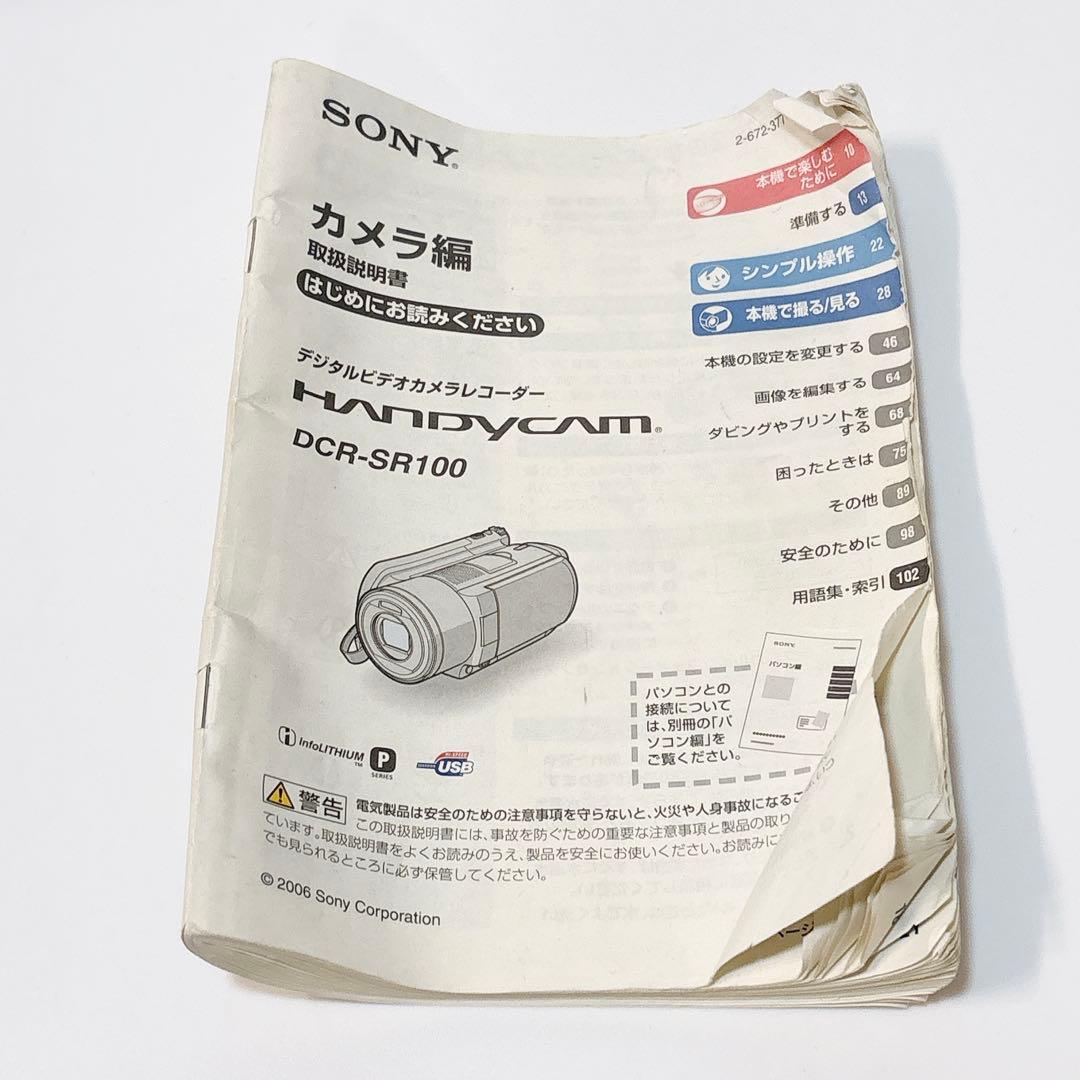 SONY®
2-672-377
カメラ編
取扱説明書
はじめにお読みください
デジタルビデオカメラレコーダー
HANDYCAM®
DCR-SR100
本機で楽しむ
ために
10
準備する 13
シンプル操作 22
本機で撮る/見る 28
本機の設定を変更する 46
画像を編集する 64
ダビングやプリントを
する
68
困ったときは 75
その他 89
安全のために 98
用語集・索引 102
SONY
パソコン編
パソコンとの
接続について
は、別冊の「パ
ソコン編」を
ご覧ください。
InfoLITHIUM TM
P
SERIES
HI-SPEED
USB
警告
電気製品は安全のための注意事項を守らないと、火災や人身事故になるこ
この取扱説明書には、事故を防ぐための重要な注意事項と製品の取り
ています。取扱説明書をよくお読みのうえ、製品を安全にお使いください。お読みに
でも見られるところに必ず保管してください。
© 2006 Sony Corporation
ページ